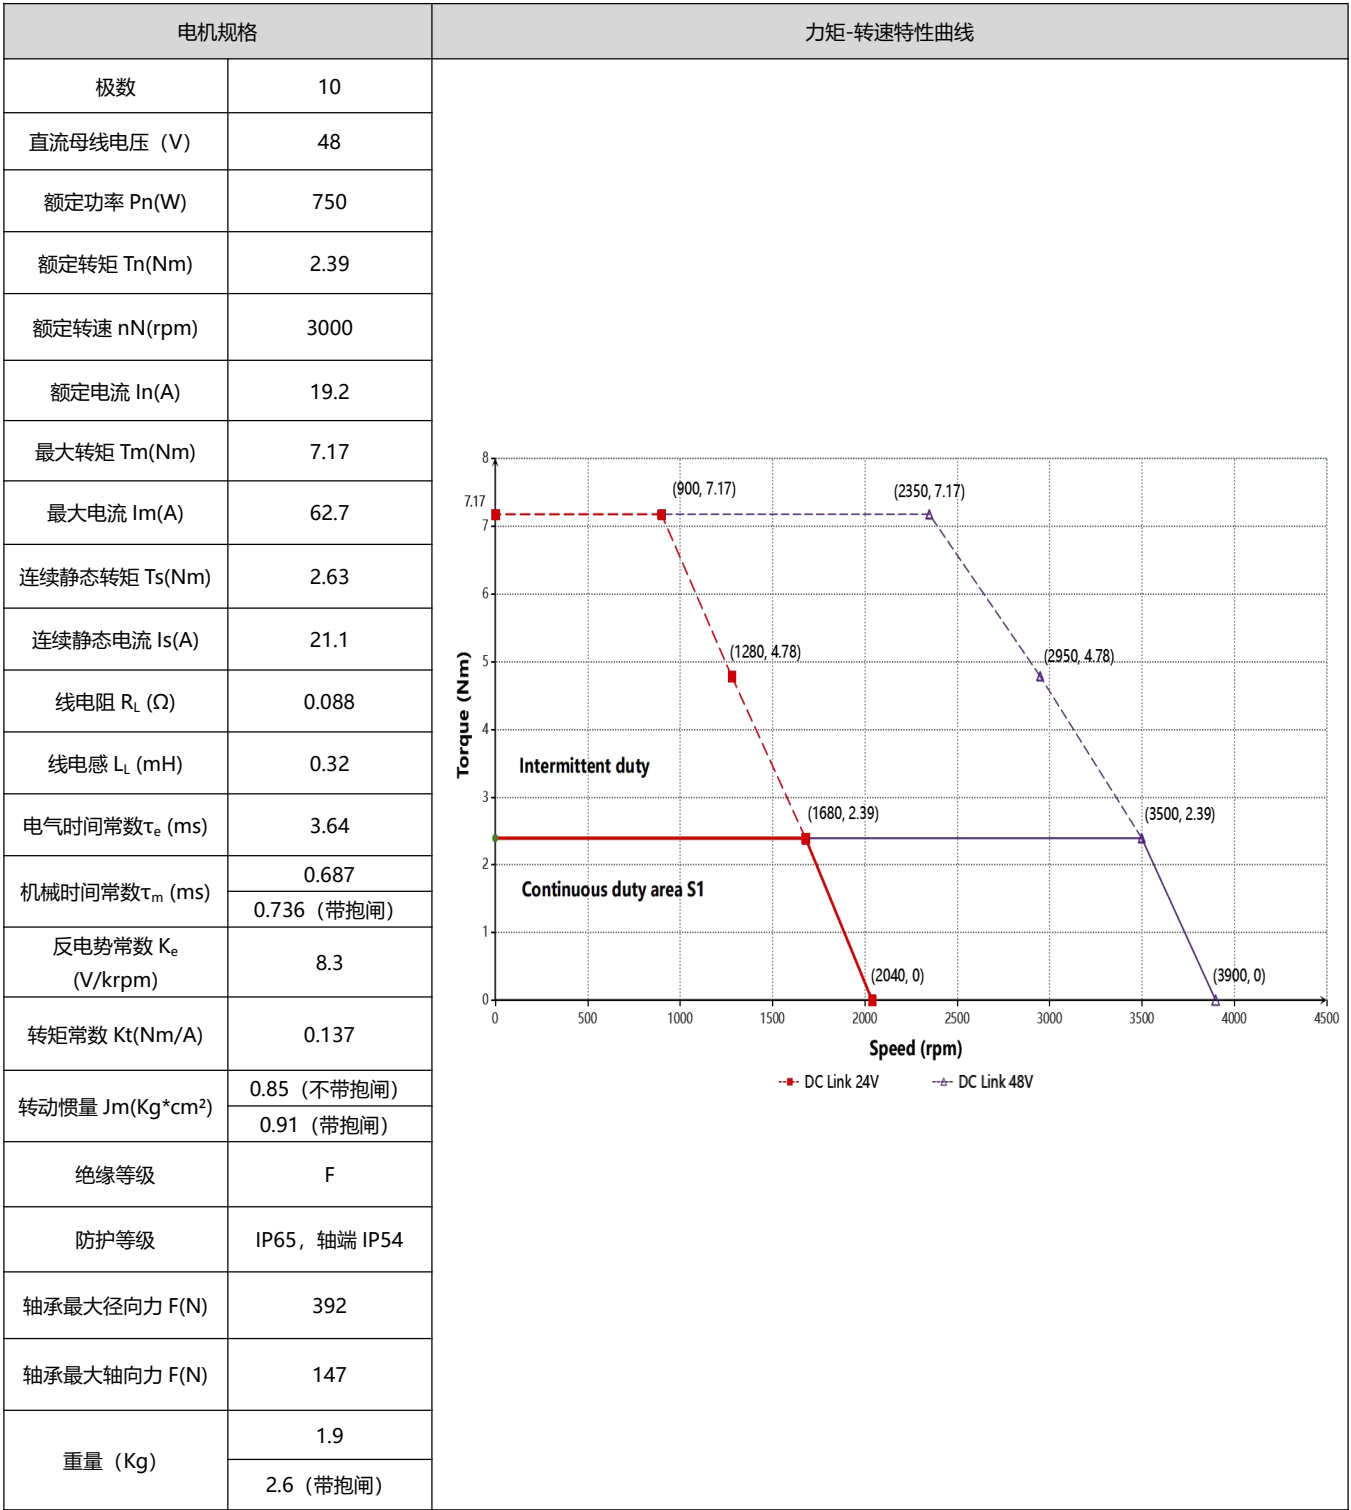 电机规格
力矩-转速特性曲线
极数
10
直流母线电压（V）
48
额定功率 Pn(W)
750
额定转矩 Tn(Nm)
2.39
额定转速 nN(rpm)
3000
额定电流 In(A)
19.2
最大转矩 Tm(Nm)
7.17
最大电流 Im(A)
62.7
连续静态转矩 Ts(Nm)
2.63
连续静态电流 Is(A)
21.1
线电阻 RL (Ω)
0.088
线电感 LL (mH)
0.32
电气时间常数τe (ms)
3.64
机械时间常数τm (ms)
0.687
0.736（带抱闸）
反电势常数 Ke
(V/krpm)
8.3
转矩常数 Kt(Nm/A)
0.137
转动惯量 Jm(Kg*cm²)
0.85（不带抱闸）
0.91（带抱闸）
绝缘等级
F
防护等级
IP65，轴端 IP54
轴承最大径向力 F(N)
392
轴承最大轴向力 F(N)
147
重量（Kg）
1.9
2.6（带抱闸）
8
7.17
7
6
5
4
3
2
1
0
Torque (Nm)
(900, 7.17)
(2350, 7.17)
(1280, 4.78)
(2950, 4.78)
Intermittent duty
(1680, 2.39)
(3500, 2.39)
Continuous duty area S1
(2040, 0)
(3900, 0)
0 500 1000 1500 2000 2500 3000 3500 4000 4500
Speed (rpm)
DC Link 24V
DC Link 48V